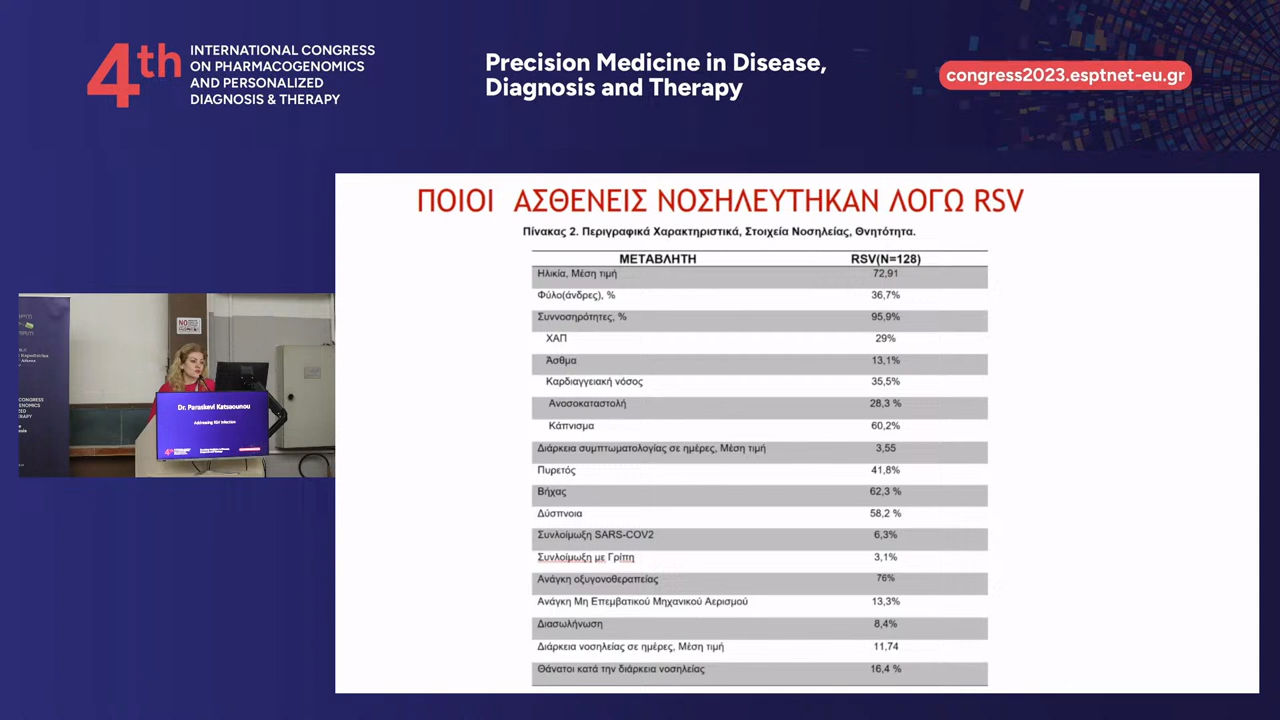 4th
INTERNATIONAL CONGRESS
ON PHARMACOGENOMICS
AND PERSONALIZED
DIAGNOSIS & THERAPY
Precision Medicine in Disease,
Diagnosis and Therapy
congress2023.esptnet-eu.gr
ΠΟΙΟΙ ΑΣΘΕΝΕΙΣ ΝΟΣΗΛΕΥΤΗΚΑΝ ΛΟΓΩ RSV
Πίνακας 2. Περιγραφικά Χαρακτηριστικά, Στοιχεία Νοσηλείας, Θνητότητα.
ΜΕΤΑΒΛΗΤΗ RSV(N=128)
Ηλικία, Μέση τιμή 72,91
Φύλο(άνδρες), % 36,7%
Συννοσηρότητες, % 95,9%
ΧΑΠ 29%
Άσθμα 13,1%
Καρδιαγγειακή νόσος 35,5%
Ανοσοκαταστολή 28,3 %
Κάπνισμα 60,2%
Διάρκεια συμπτωματολογίας σε ημέρες, Μέση τιμή 3,55
Πυρετός 41,8%
Βήχας 62,3 %
Δύσπνοια 58,2 %
Συνλοίμωξη SARS-COV2 6,3%
Συνλοίμωξη με Γρίπη 3,1%
Ανάγκη οξυγονοθεραπείας 76%
Ανάγκη Μη Επεμβατικού Μηχανικού Αερισμού 13,3%
Διασωλήνωση 8,4%
Διάρκεια νοσηλείας σε ημέρες, Μέση τιμή 11,74
Θάνατοι κατά την διάρκεια νοσηλείας 16,4 %
NO
Dr. Paraskevi Katsaounou
Addressing RSV Infection